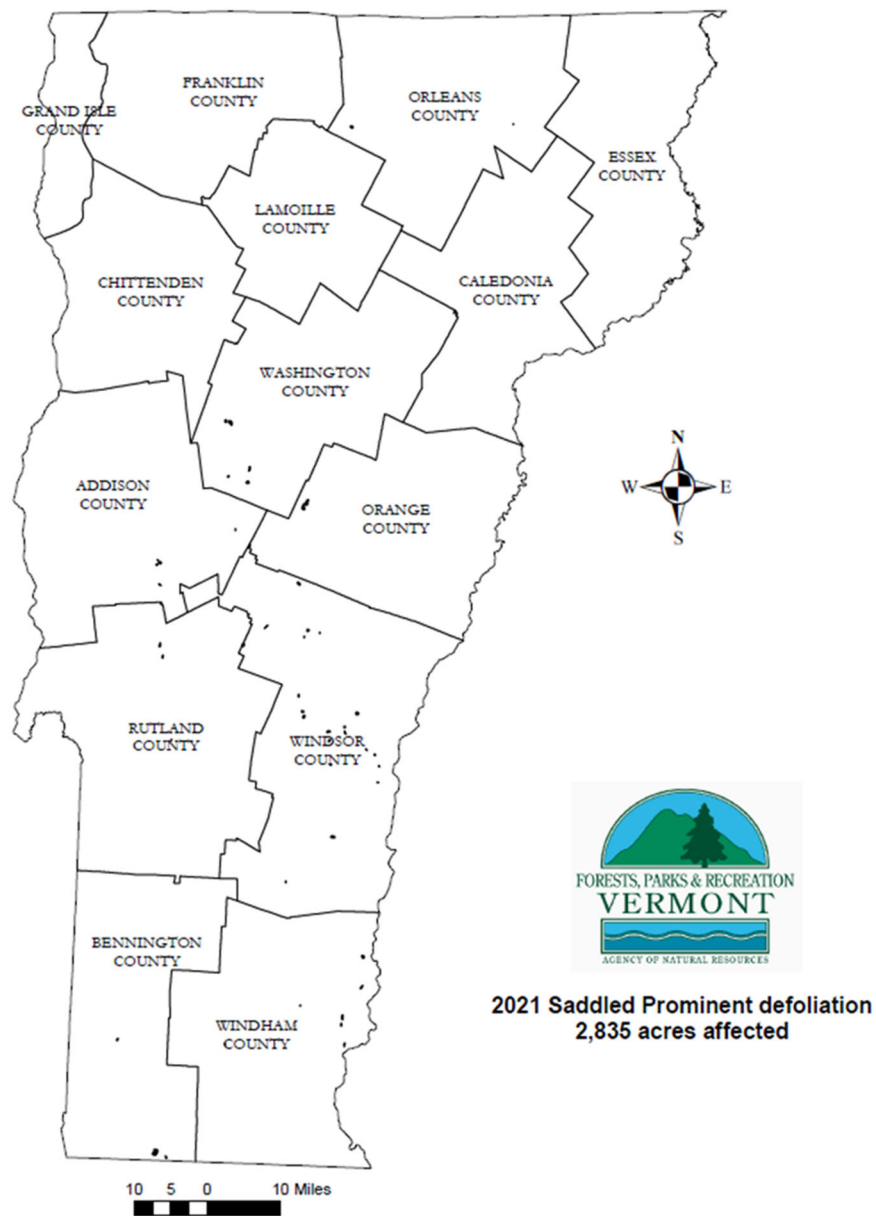 FRANKLIN
COUNTY
ORLEANS
COUNTY
GRAND ISLE
COUNTY
ESSEX
COUNTY
LAMOILLE
COUNTY
CHITTENDEN
COUNTY
CALEDONIA
COUNTY
WASHINGTON
COUNTY
N
W
E
S
ADDISON
COUNTY
ORANGE
COUNTY
RUTLAND
COUNTY
WINDSOR
COUNTY
FORESTS, PARKS & RECREATION
VERMONT
AGENCY OF NATURAL RESOURCES
BENNINGTON
COUNTY
WINDHAM
COUNTY
2021 Saddled Prominent defoliation
2,835 acres affected
10 5 0 10 Miles